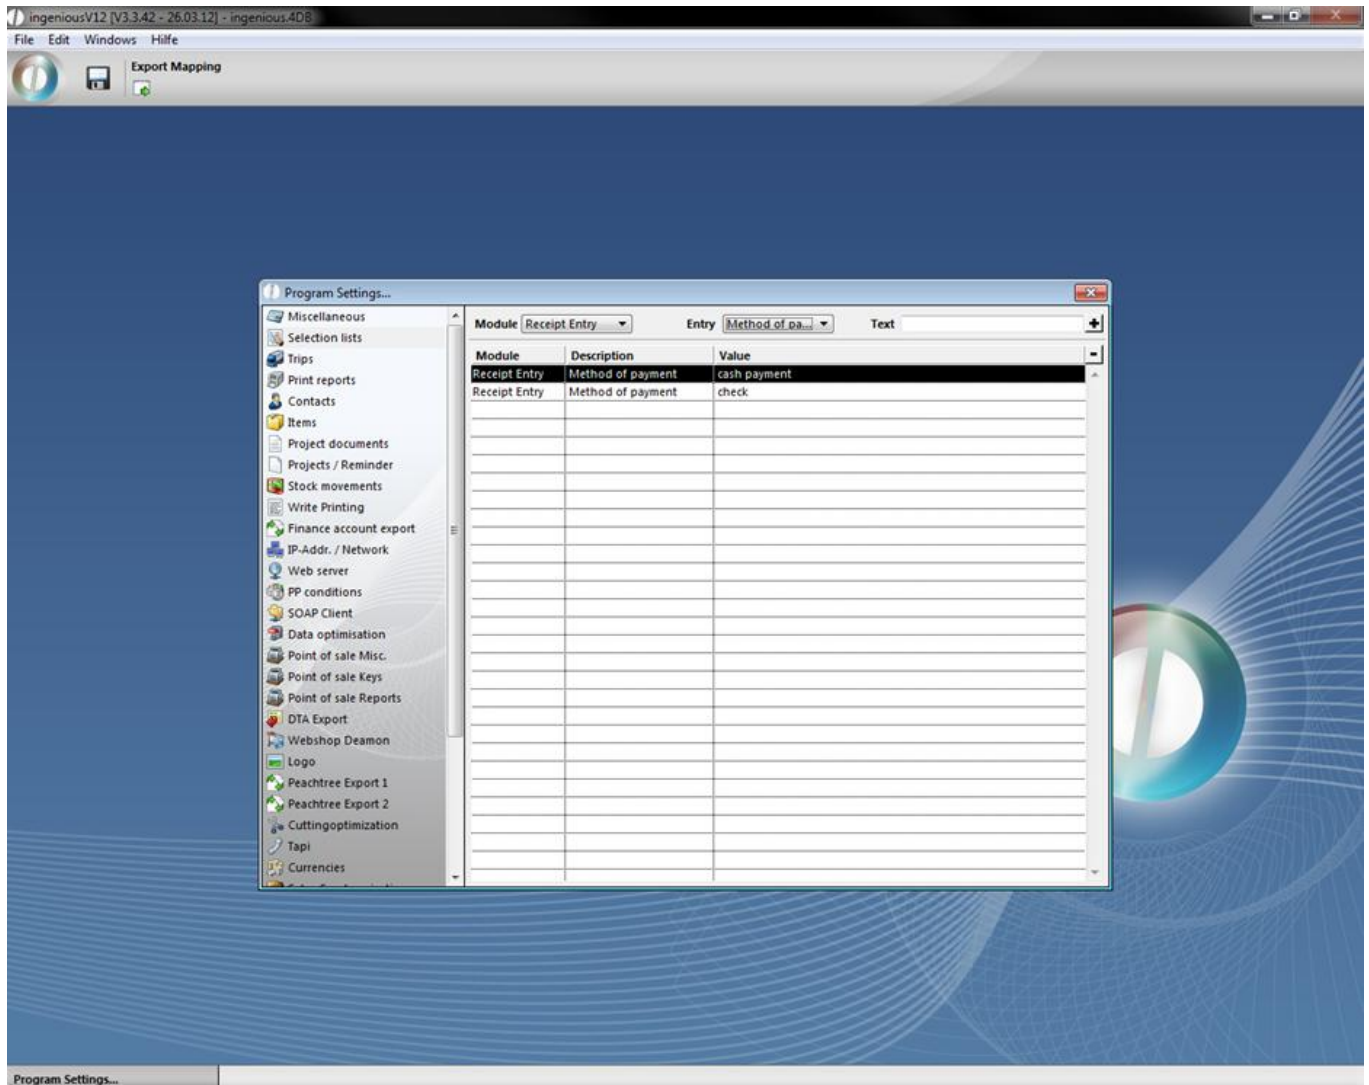 ingeniousV12 [V3.3.42 - 26.03.12] - ingenious.4DB
File Edit Windows Hilfe
Export Mapping
Program Settings...
Miscellaneous
Selection lists
Trips
Print reports
Contacts
Items
Project documents
Projects / Reminder
Stock movements
Write Printing
Finance account export
IP-Addr. / Network
Web server
PP conditions
SOAP Client
Data optimisation
Point of sale Misc.
Point of sale Keys
Point of sale Reports
DTA Export
Webshop Deamon
Logo
Peachtree Export 1
Peachtree Export 2
Cuttingoptimization
Tapi
Currencies
Module Receipt Entry Entry Method of pa... Text
Module Description Value
Receipt Entry Method of payment cash payment
Receipt Entry Method of payment check
Program Settings...